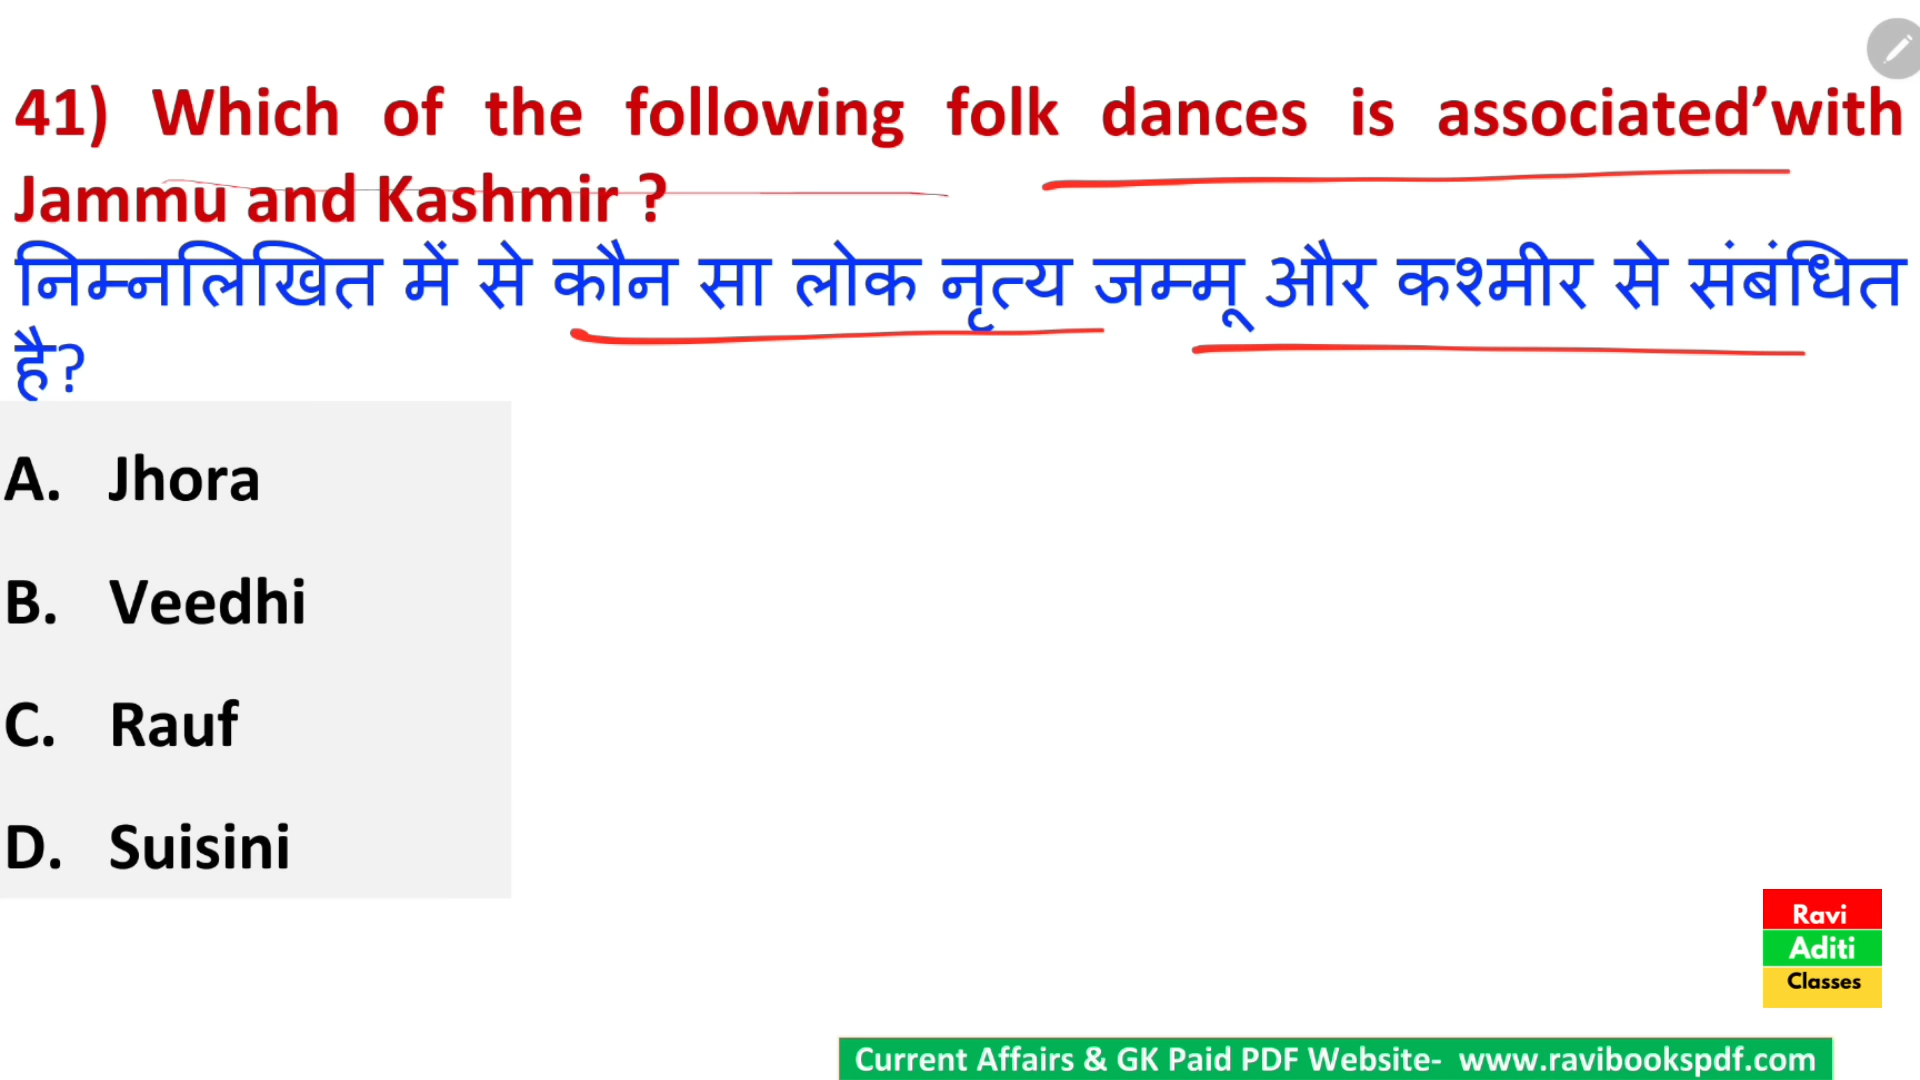 41) Which of the following folk dances is associated’with
Jammu and Kashmir ?
निम्नलिखित में से कौन सा लोक नृत्य जम्मू और कश्मीर से संबंधित
है?
A. Jhora
B. Veedhi
C. Rauf
D. Suisini
Ravi
Aditi
Classes
Current Affairs & GK Paid PDF Website- www.ravibookspdf.com